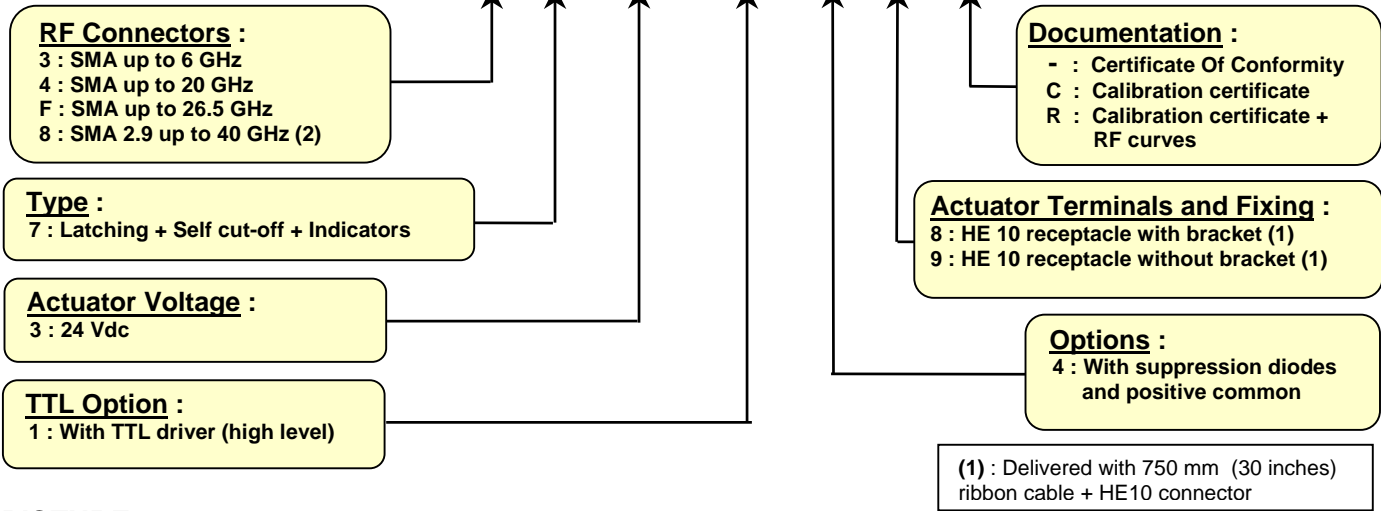 RF Connectors :
3 : SMA up to 6 GHz
4 : SMA up to 20 GHz
F : SMA up to 26.5 GHz
8 : SMA 2.9 up to 40 GHz (2)
Type :
7 : Latching + Self cut-off + Indicators
Actuator Voltage :
3 : 24 Vdc
TTL Option :
1 : With TTL driver (high level)
Documentation :
- : Certificate Of Conformity
C : Calibration certificate
R : Calibration certificate +
RF curves
Actuator Terminals and Fixing :
8 : HE 10 receptacle with bracket (1)
9 : HE 10 receptacle without bracket (1)
Options :
4 : With suppression diodes
and positive common
(1) : Delivered with 750 mm (30 inches)
ribbon cable + HE10 connector